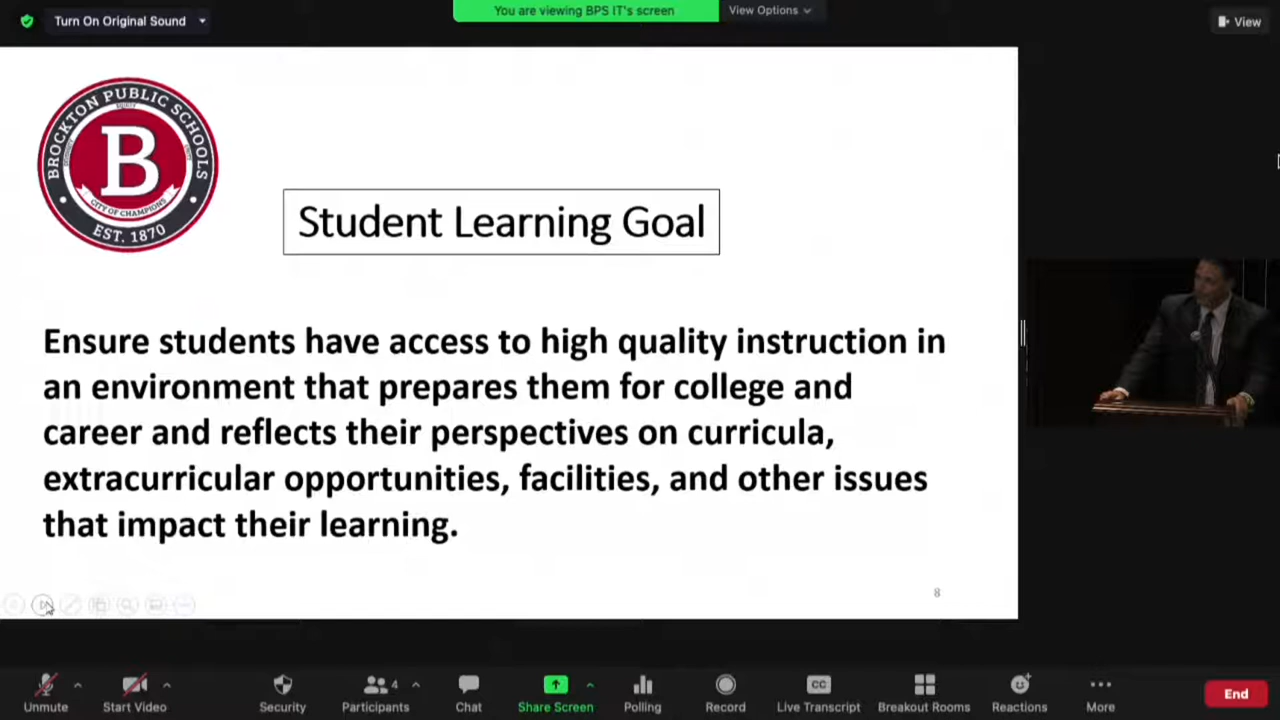 Turn On Original Sound
You are viewing BPS IT's screen
View Options
View
BROCKTON PUBLIC SCHOOLS
B
CITY OF CHAMPIONS
EST. 1870
Student Learning Goal
Ensure students have access to high quality instruction in
an environment that prepares them for college and
career and reflects their perspectives on curricula,
extracurricular opportunities, facilities, and other issues
that impact their learning.
8
Unmute
Start Video
Security
4
Participants
Chat
Share Screen
Polling
Record
CC
Live Transcript
Breakout Rooms
Reactions
More
End